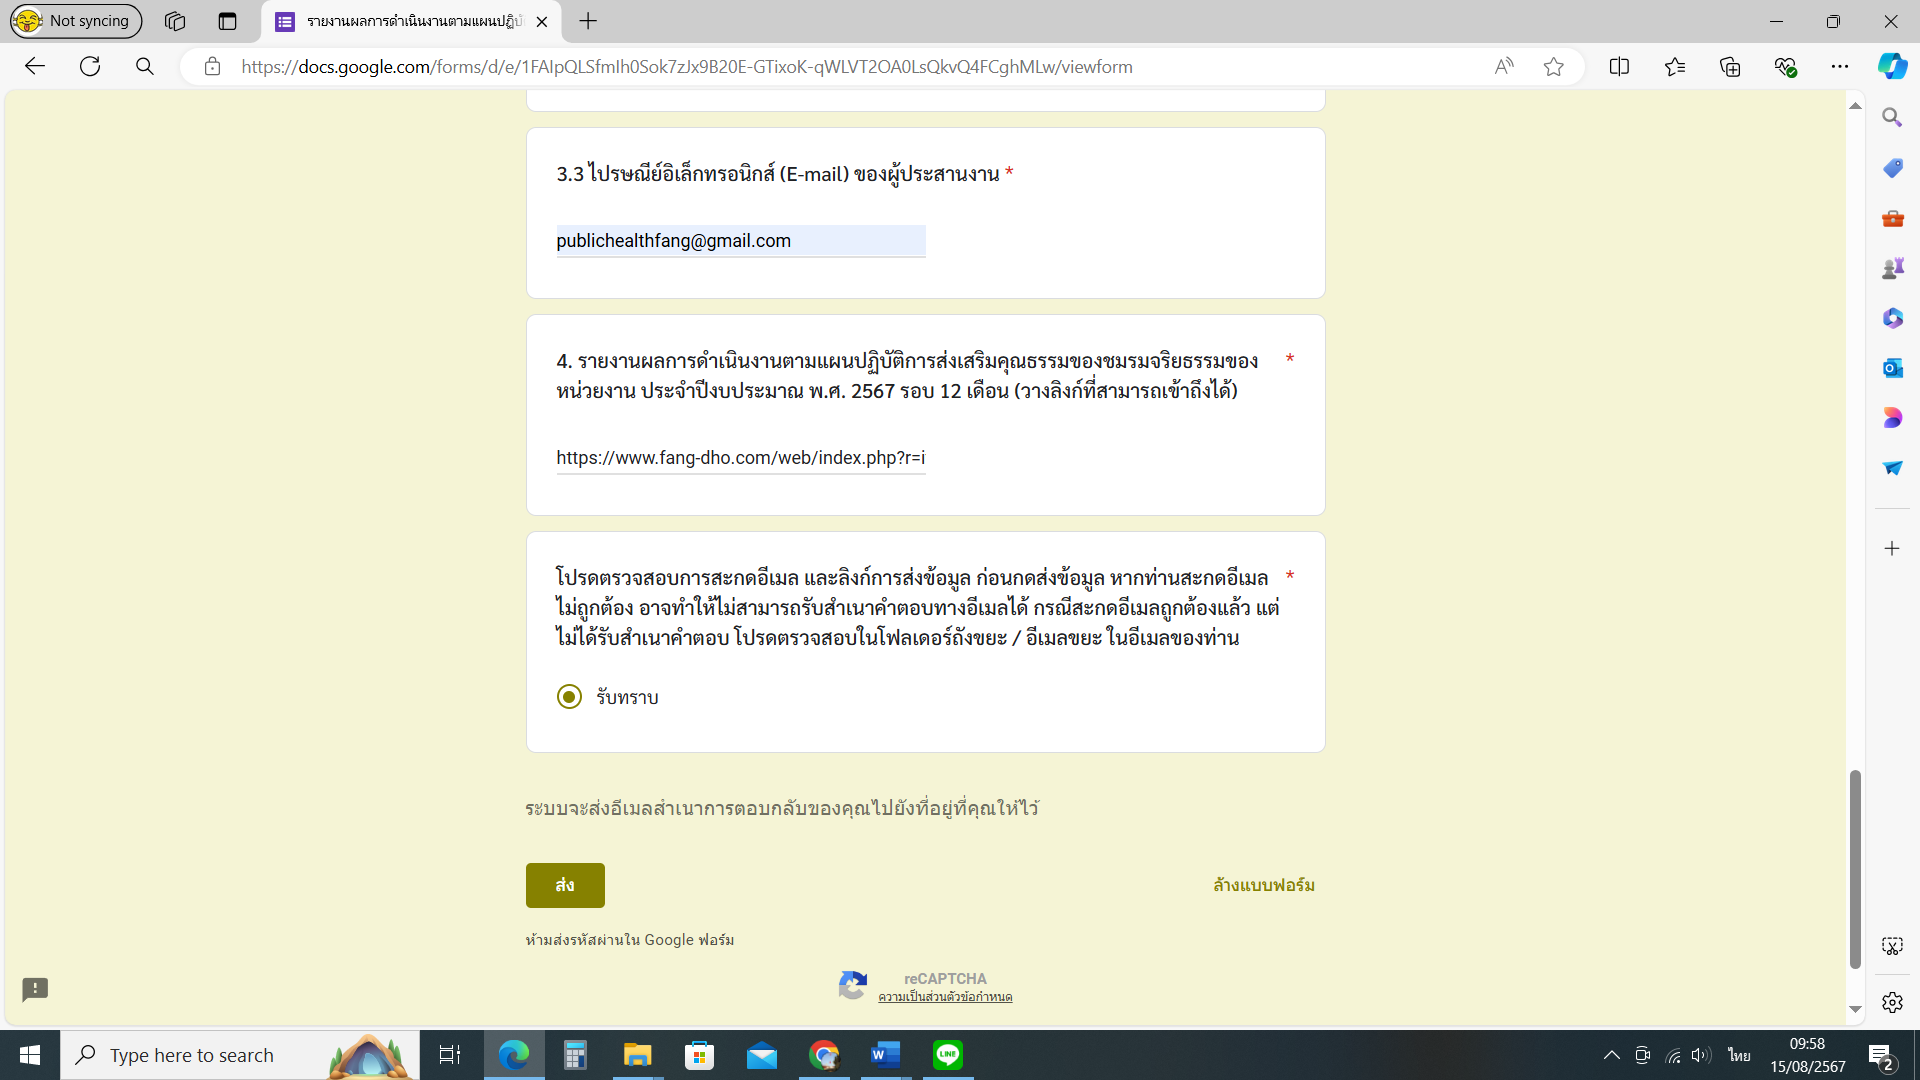 Not syncing
รายงานผลการดำเนินงานตามแผนปฏิบั
https://docs.google.com/forms/d/e/1FAIpQLSfmIh0Sok7zJx9B20E-GTixoK-qWLVT2OA0LsQkvQ4FCghMLw/viewform
3.3 ไปรษณีย์อิเล็กทรอนิกส์ (E-mail) ของผู้ประสานงาน *
publichealthfang@gmail.com
4. รายงานผลการดำเนินงานตามแผนปฏิบัติการส่งเสริมคุณธรรมของชมรมจริยธรรมของ *
หน่วยงาน ประจำปีงบประมาณ พ.ศ. 2567 รอบ 12 เดือน (วางลิงก์ที่สามารถเข้าถึงได้)
https://www.fang-dho.com/web/index.php?r=i
โปรดตรวจสอบการสะกดอีเมล และลิงก์การส่งข้อมูล ก่อนกดส่งข้อมูล หากท่านสะกดอีเมล *
ไม่ถูกต้อง อาจทำให้ไม่สามารถรับสำเนาคำตอบทางอีเมลได้ กรณีสะกดอีเมลถูกต้องแล้ว แต่
ไม่ได้รับสำเนาคำตอบ โปรดตรวจสอบในโฟลเดอร์ถังขยะ / อีเมลขยะ ในอีเมลของท่าน
รับทราบ
ระบบจะส่งอีเมลสำเนาการตอบกลับของคุณไปยังที่อยู่ที่คุณให้ไว้
ส่ง
ล้างแบบฟอร์ม
ห้ามส่งรหัสผ่านใน Google ฟอร์ม
reCAPTCHA
ความเป็นส่วนตัวข้อกำหนด
Type here to search
ไทย
09:58
15/08/2567
2